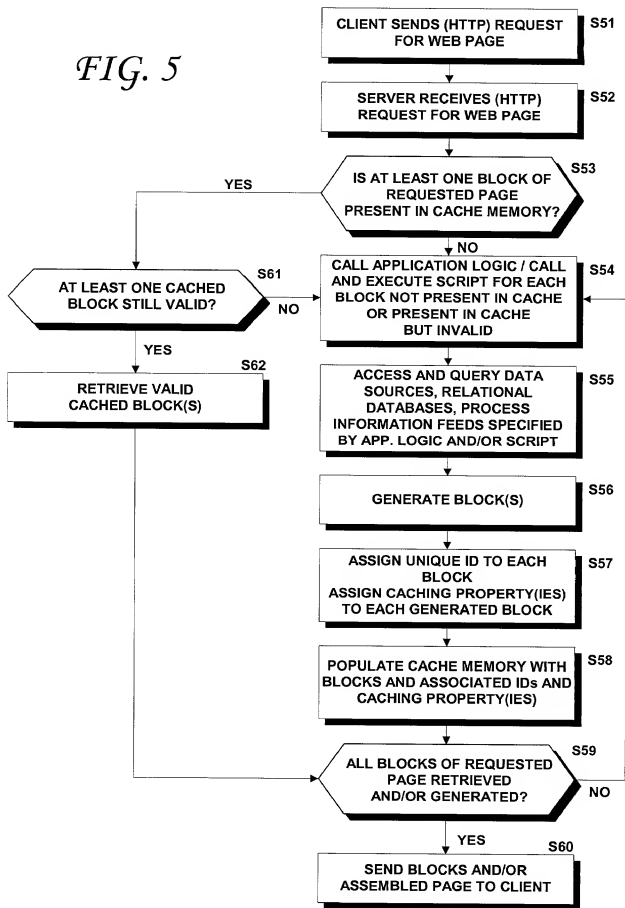 FIG. 5
CLIENT SENDS (HTTP) REQUEST
FOR WEB PAGE
S51
SERVER RECEIVES (HTTP)
REQUEST FOR WEB PAGE
S52
IS AT LEAST ONE BLOCK OF
REQUESTED PAGE
PRESENT IN CACHE MEMORY?
S53
YES
NO
AT LEAST ONE CACHED
BLOCK STILL VALID?
S61
NO
YES
CALL APPLICATION LOGIC / CALL
AND EXECUTE SCRIPT FOR EACH
BLOCK NOT PRESENT IN CACHE
OR PRESENT IN CACHE
BUT INVALID
S54
RETRIEVE VALID
CACHED BLOCK(S)
S62
ACCESS AND QUERY DATA
SOURCES, RELATIONAL
DATABASES, PROCESS
INFORMATION FEEDS SPECIFIED
BY APP. LOGIC AND/OR SCRIPT
S55
GENERATE BLOCK(S)
S56
ASSIGN UNIQUE ID TO EACH
BLOCK
ASSIGN CACHING PROPERTY(IES)
TO EACH GENERATED BLOCK
S57
POPULATE CACHE MEMORY WITH
BLOCKS AND ASSOCIATED IDs AND
CACHING PROPERTY(IES)
S58
ALL BLOCKS OF REQUESTED
PAGE RETRIEVED
AND/OR GENERATED?
S59
NO
YES
SEND BLOCKS AND/OR
ASSEMBLED PAGE TO CLIENT
S60